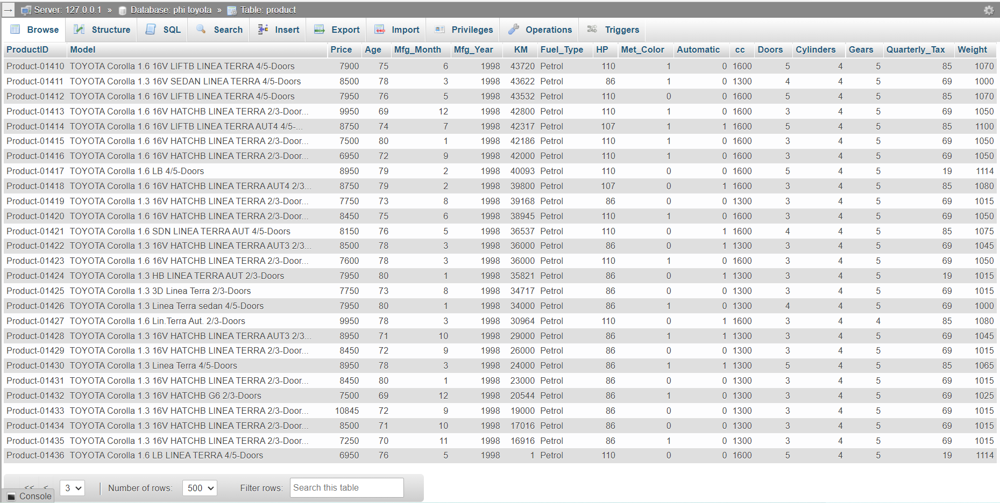 → Server: 127.0.0.1 » Database: phi toyota » Table: product
Browse Structure SQL Search Insert Export Import Privileges Operations Triggers
ProductID Model Price Age Mfg_Month Mfg_Year KM Fuel_Type HP Met_Color Automatic cc Doors Cylinders Gears Quarterly_Tax Weight
Product-01410 TOYOTA Corolla 1.6 16V LIFTB LINEA TERRA 4/5-Doors 7900 75 6 1998 43720 Petrol 110 1 0 1600 5 4 5 85 1070
Product-01411 TOYOTA Corolla 1.3 16V SEDAN LINEA TERRA 4/5-Doors 8500 78 3 1998 43622 Petrol 86 1 0 1300 4 4 5 69 1000
Product-01412 TOYOTA Corolla 1.6 16V LIFTB LINEA TERRA 4/5-Doors 7950 76 5 1998 43532 Petrol 110 0 0 1600 5 4 5 85 1070
Product-01413 TOYOTA Corolla 1.6 16V HATCHB LINEA TERRA 2/3-Door... 9950 69 12 1998 42800 Petrol 110 1 0 1600 3 4 5 69 1050
Product-01414 TOYOTA Corolla 1.6 16V LIFTB LINEA TERRA AUT4 4/5-... 8750 74 7 1998 42317 Petrol 107 1 1 1600 5 4 5 85 1100
Product-01415 TOYOTA Corolla 1.6 16V HATCHB LINEA TERRA 2/3-Door... 7500 80 1 1998 42186 Petrol 110 1 0 1600 3 4 5 69 1050
Product-01416 TOYOTA Corolla 1.6 16V HATCHB LINEA TERRA 2/3-Door... 6950 72 9 1998 42000 Petrol 110 1 0 1600 3 4 5 69 1050
Product-01417 TOYOTA Corolla 1.6 LB 4/5-Doors 8950 79 2 1998 40093 Petrol 110 0 0 1600 5 4 5 19 1114
Product-01418 TOYOTA Corolla 1.6 16V HATCHB LINEA TERRA AUT4 2/3... 8750 79 2 1998 39800 Petrol 107 0 1 1600 3 4 5 85 1080
Product-01419 TOYOTA Corolla 1.3 16V HATCHB LINEA TERRA 2/3-Door... 7750 73 8 1998 39168 Petrol 86 0 0 1300 3 4 5 69 1015
Product-01420 TOYOTA Corolla 1.6 16V HATCHB LINEA TERRA 2/3-Door... 8450 75 6 1998 38945 Petrol 110 1 0 1600 3 4 5 69 1050
Product-01421 TOYOTA Corolla 1.6 SDN LINEA TERRA AUT 4/5-Doors 8150 76 5 1998 36537 Petrol 110 0 1 1600 4 4 5 85 1075
Product-01422 TOYOTA Corolla 1.3 16V HATCHB LINEA TERRA AUT3 2/3... 8500 78 3 1998 36000 Petrol 86 0 1 1300 3 4 5 69 1045
Product-01423 TOYOTA Corolla 1.6 16V HATCHB LINEA TERRA 2/3-Door... 7600 78 3 1998 36000 Petrol 110 1 0 1600 3 4 5 69 1050
Product-01424 TOYOTA Corolla 1.3 HB LINEA TERRA AUT 2/3-Doors 7950 80 1 1998 35821 Petrol 86 0 1 1300 3 4 5 19 1015
Product-01425 TOYOTA Corolla 1.3 3D Linea Terra 2/3-Doors 7750 73 8 1998 34717 Petrol 86 0 0 1300 3 4 5 69 1015
Product-01426 TOYOTA Corolla 1.3 Linea Terra sedan 4/5-Doors 7950 80 1 1998 34000 Petrol 86 1 0 1300 4 4 5 69 1000
Product-01427 TOYOTA Corolla 1.6 Lin.Terra Aut. 2/3-Doors 9950 78 3 1998 30964 Petrol 110 0 1 1600 3 4 4 85 1080
Product-01428 TOYOTA Corolla 1.3 16V HATCHB LINEA TERRA AUT3 2/3... 8950 71 10 1998 29000 Petrol 86 1 1 1300 3 4 5 69 1045
Product-01429 TOYOTA Corolla 1.3 16V HATCHB LINEA TERRA 2/3-Door... 8450 72 9 1998 26000 Petrol 86 0 0 1300 3 4 5 69 1015
Product-01430 TOYOTA Corolla 1.3 Linea Terra 4/5-Doors 8950 78 3 1998 24000 Petrol 86 1 1 1300 5 4 5 85 1065
Product-01431 TOYOTA Corolla 1.3 16V HATCHB LINEA TERRA 2/3-Door... 8450 80 1 1998 23000 Petrol 86 0 0 1300 3 4 5 69 1015
Product-01432 TOYOTA Corolla 1.3 16V HATCHB G6 2/3-Doors 7500 69 12 1998 20544 Petrol 86 1 0 1300 3 4 5 69 1025
Product-01433 TOYOTA Corolla 1.3 16V HATCHB LINEA TERRA 2/3-Door... 10845 72 9 1998 19000 Petrol 86 0 0 1300 3 4 5 69 1015
Product-01434 TOYOTA Corolla 1.3 16V HATCHB LINEA TERRA 2/3-Door... 8500 71 10 1998 17016 Petrol 86 0 0 1300 3 4 5 69 1015
Product-01435 TOYOTA Corolla 1.3 16V HATCHB LINEA TERRA 2/3-Door... 7250 70 11 1998 16916 Petrol 86 1 0 1300 3 4 5 69 1015
Product-01436 TOYOTA Corolla 1.6 LB LINEA TERRA 4/5-Doors 6950 76 5 1998 1 Petrol 110 0 0 1600 5 4 5 19 1114
<< < 3 | Number of rows: 500 Filter rows: Search this table
Console